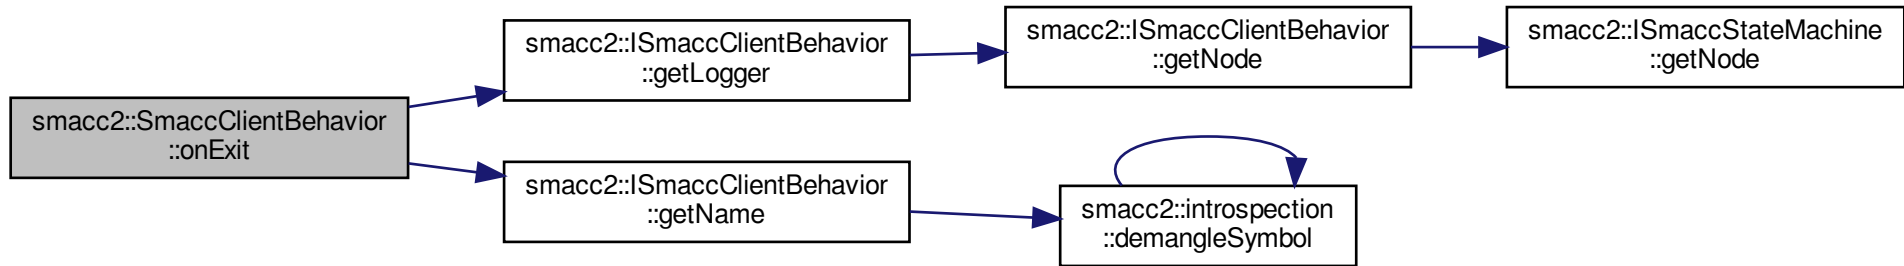 smacc2::SmaccClientBehavior
::onExit
smacc2::ISmaccClientBehavior
::getLogger
smacc2::ISmaccClientBehavior
::getNode
smacc2::ISmaccStateMachine
::getNode
smacc2::ISmaccClientBehavior
::getName
smacc2::introspection
::demangleSymbol